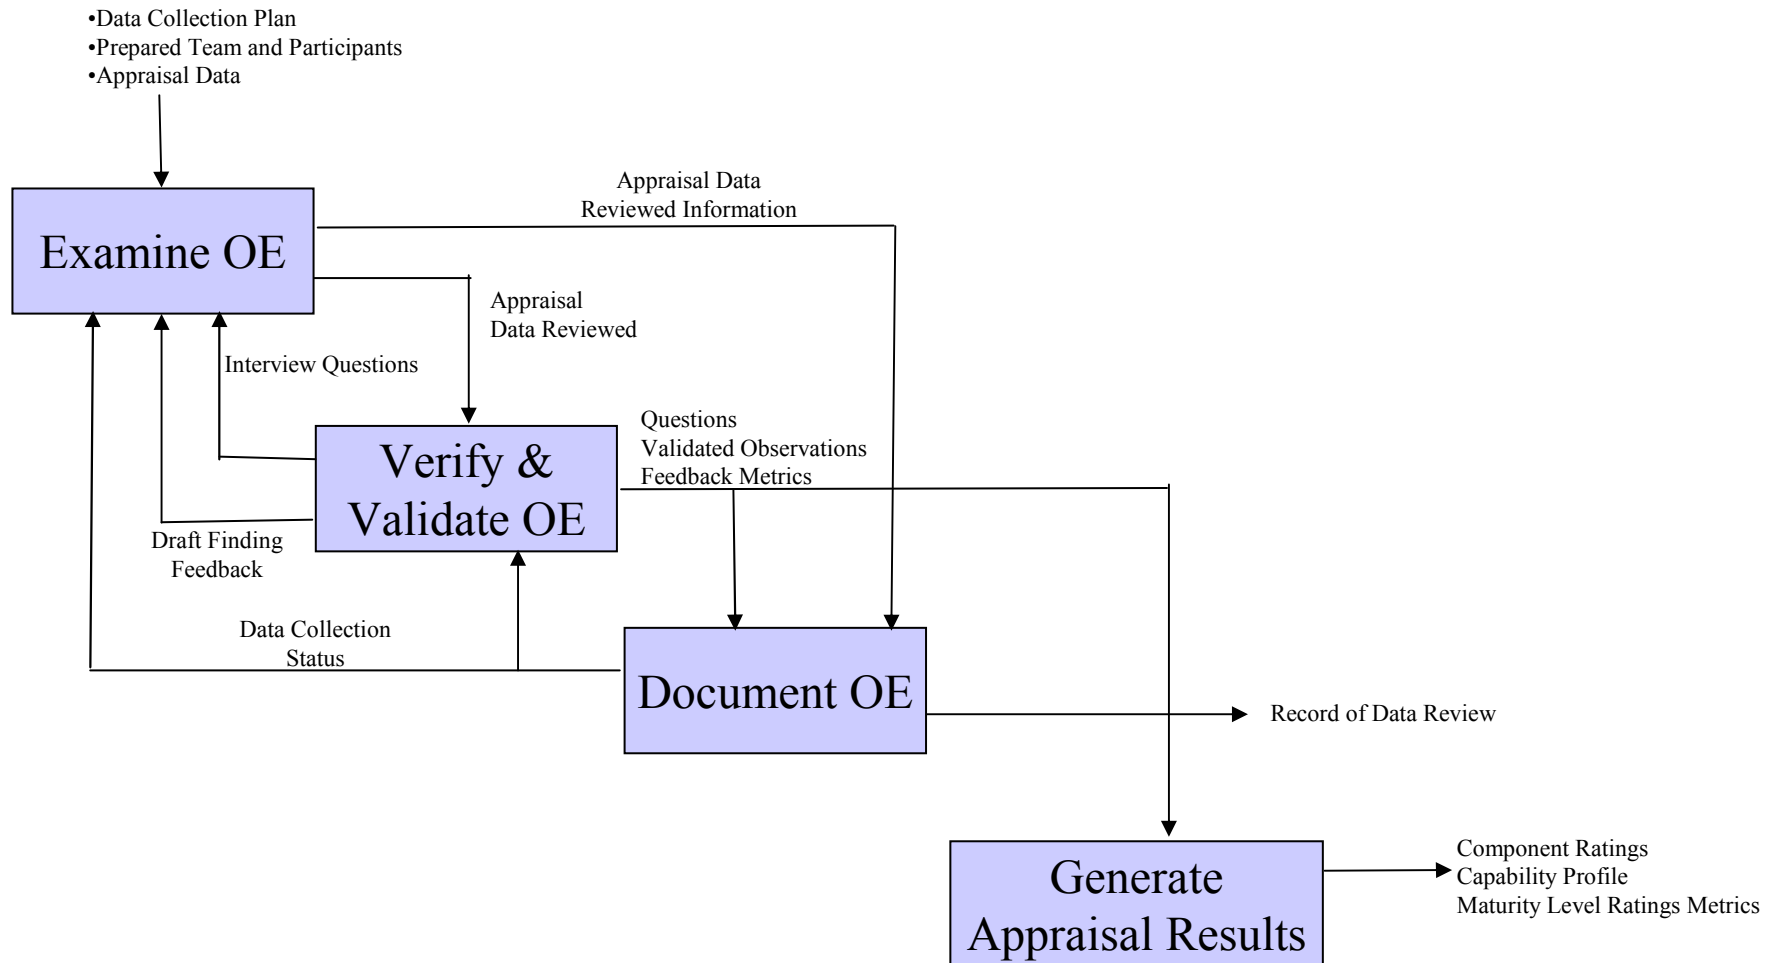 •Data Collection Plan
•Prepared Team and Participants
•Appraisal Data
Appraisal Data
Reviewed Information
Examine OE
Appraisal
Data Reviewed
Interview Questions
Questions
Validated Observations
Feedback Metrics
Verify &
Validate OE
Draft Finding
Feedback
Data Collection
Status
Document OE
Record of Data Review
Generate
Appraisal Results
Component Ratings
Capability Profile
Maturity Level Ratings Metrics